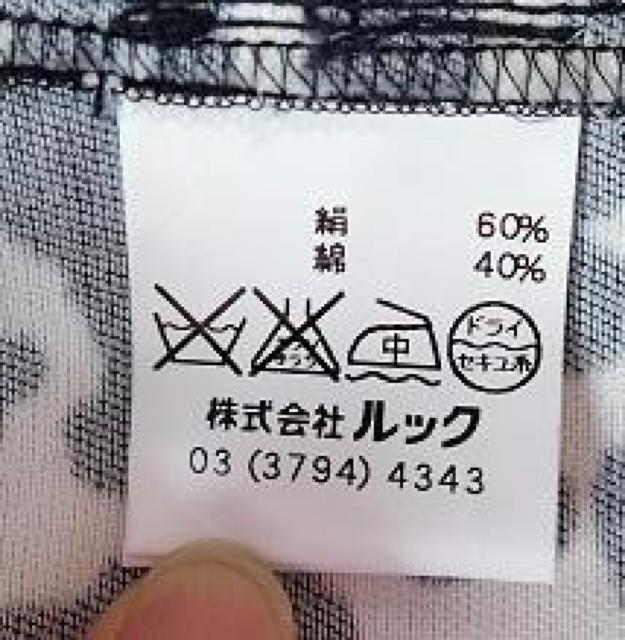 絹 60%
綿 40%
中 ドライ
セキユ系
株式会社ルック
03 (3794) 4343